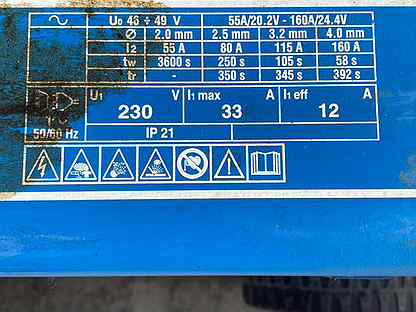 U0 46 ÷ 49 V 55A/20.2V - 160A/24.4V
Ø 2.0 mm 2.5 mm 3.2 mm 4.0 mm
I2 55 A 80 A 115 A 160 A
tw 3600 s 250 s 105 s 58 s
tr - 350 s 345 s 392 s
U1 V I1 max A I1 eff A
230 33 12
1~
50/60 Hz IP 21